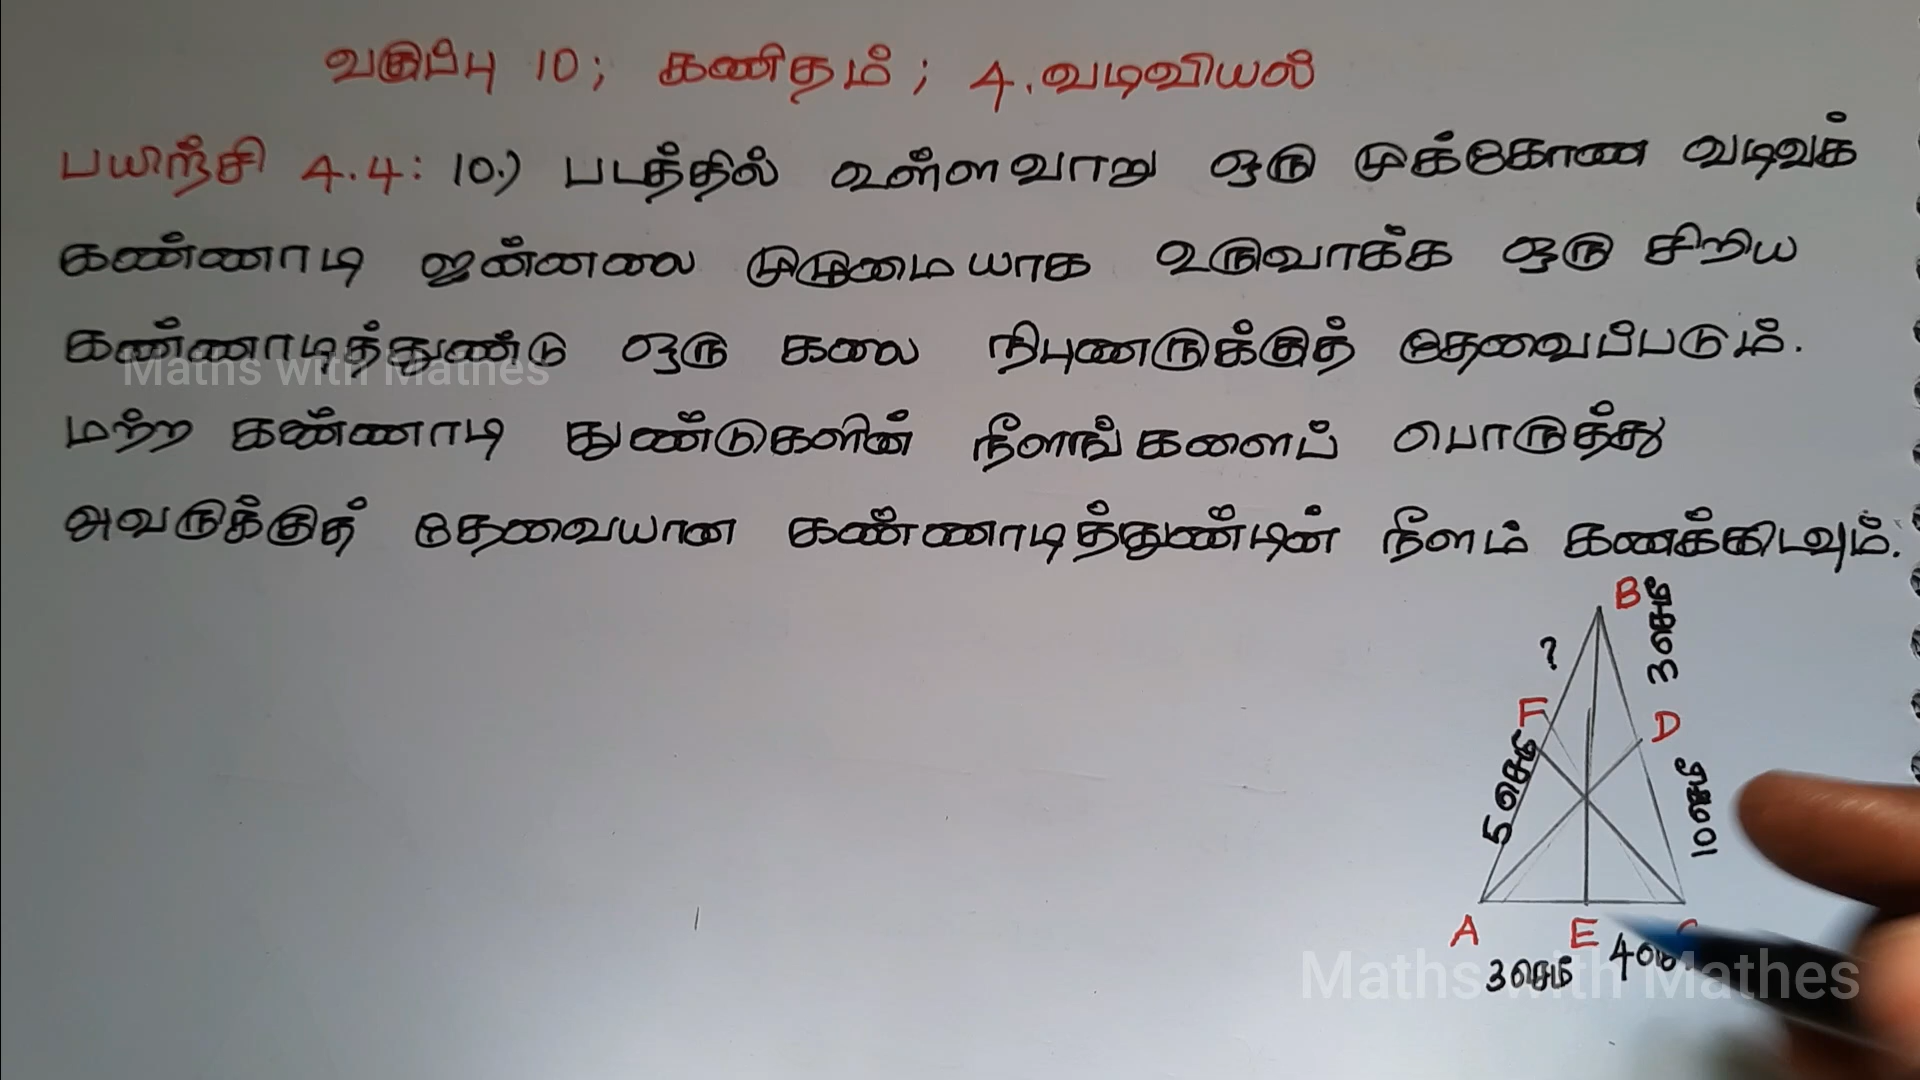 வகுப்பு 10; கணிதம்; 4. வடிவியல்
பயிற்சி 4.4: 10.) படத்தில் உள்ளவாறு ஒரு முக்கோண வடிவக்
கண்ணாடி ஜன்னலை முழுமையாக உருவாக்க ஒரு சிறிய
கண்ணாடித்துண்டு ஒரு கலை நிபுணருக்குத் தேவைப்படும்.
Maths with Mathes
மற்ற கண்ணாடி துண்டுகளின் நீளங்களைப் பொருத்து
அவருக்குத் தேவையான கண்ணாடித்துண்டின் நீளம் கணக்கிடவும்.
B
3செமீ
?
F
D
5செமீ
10செமீ
A
E
3செமீ
Maths with Mathes